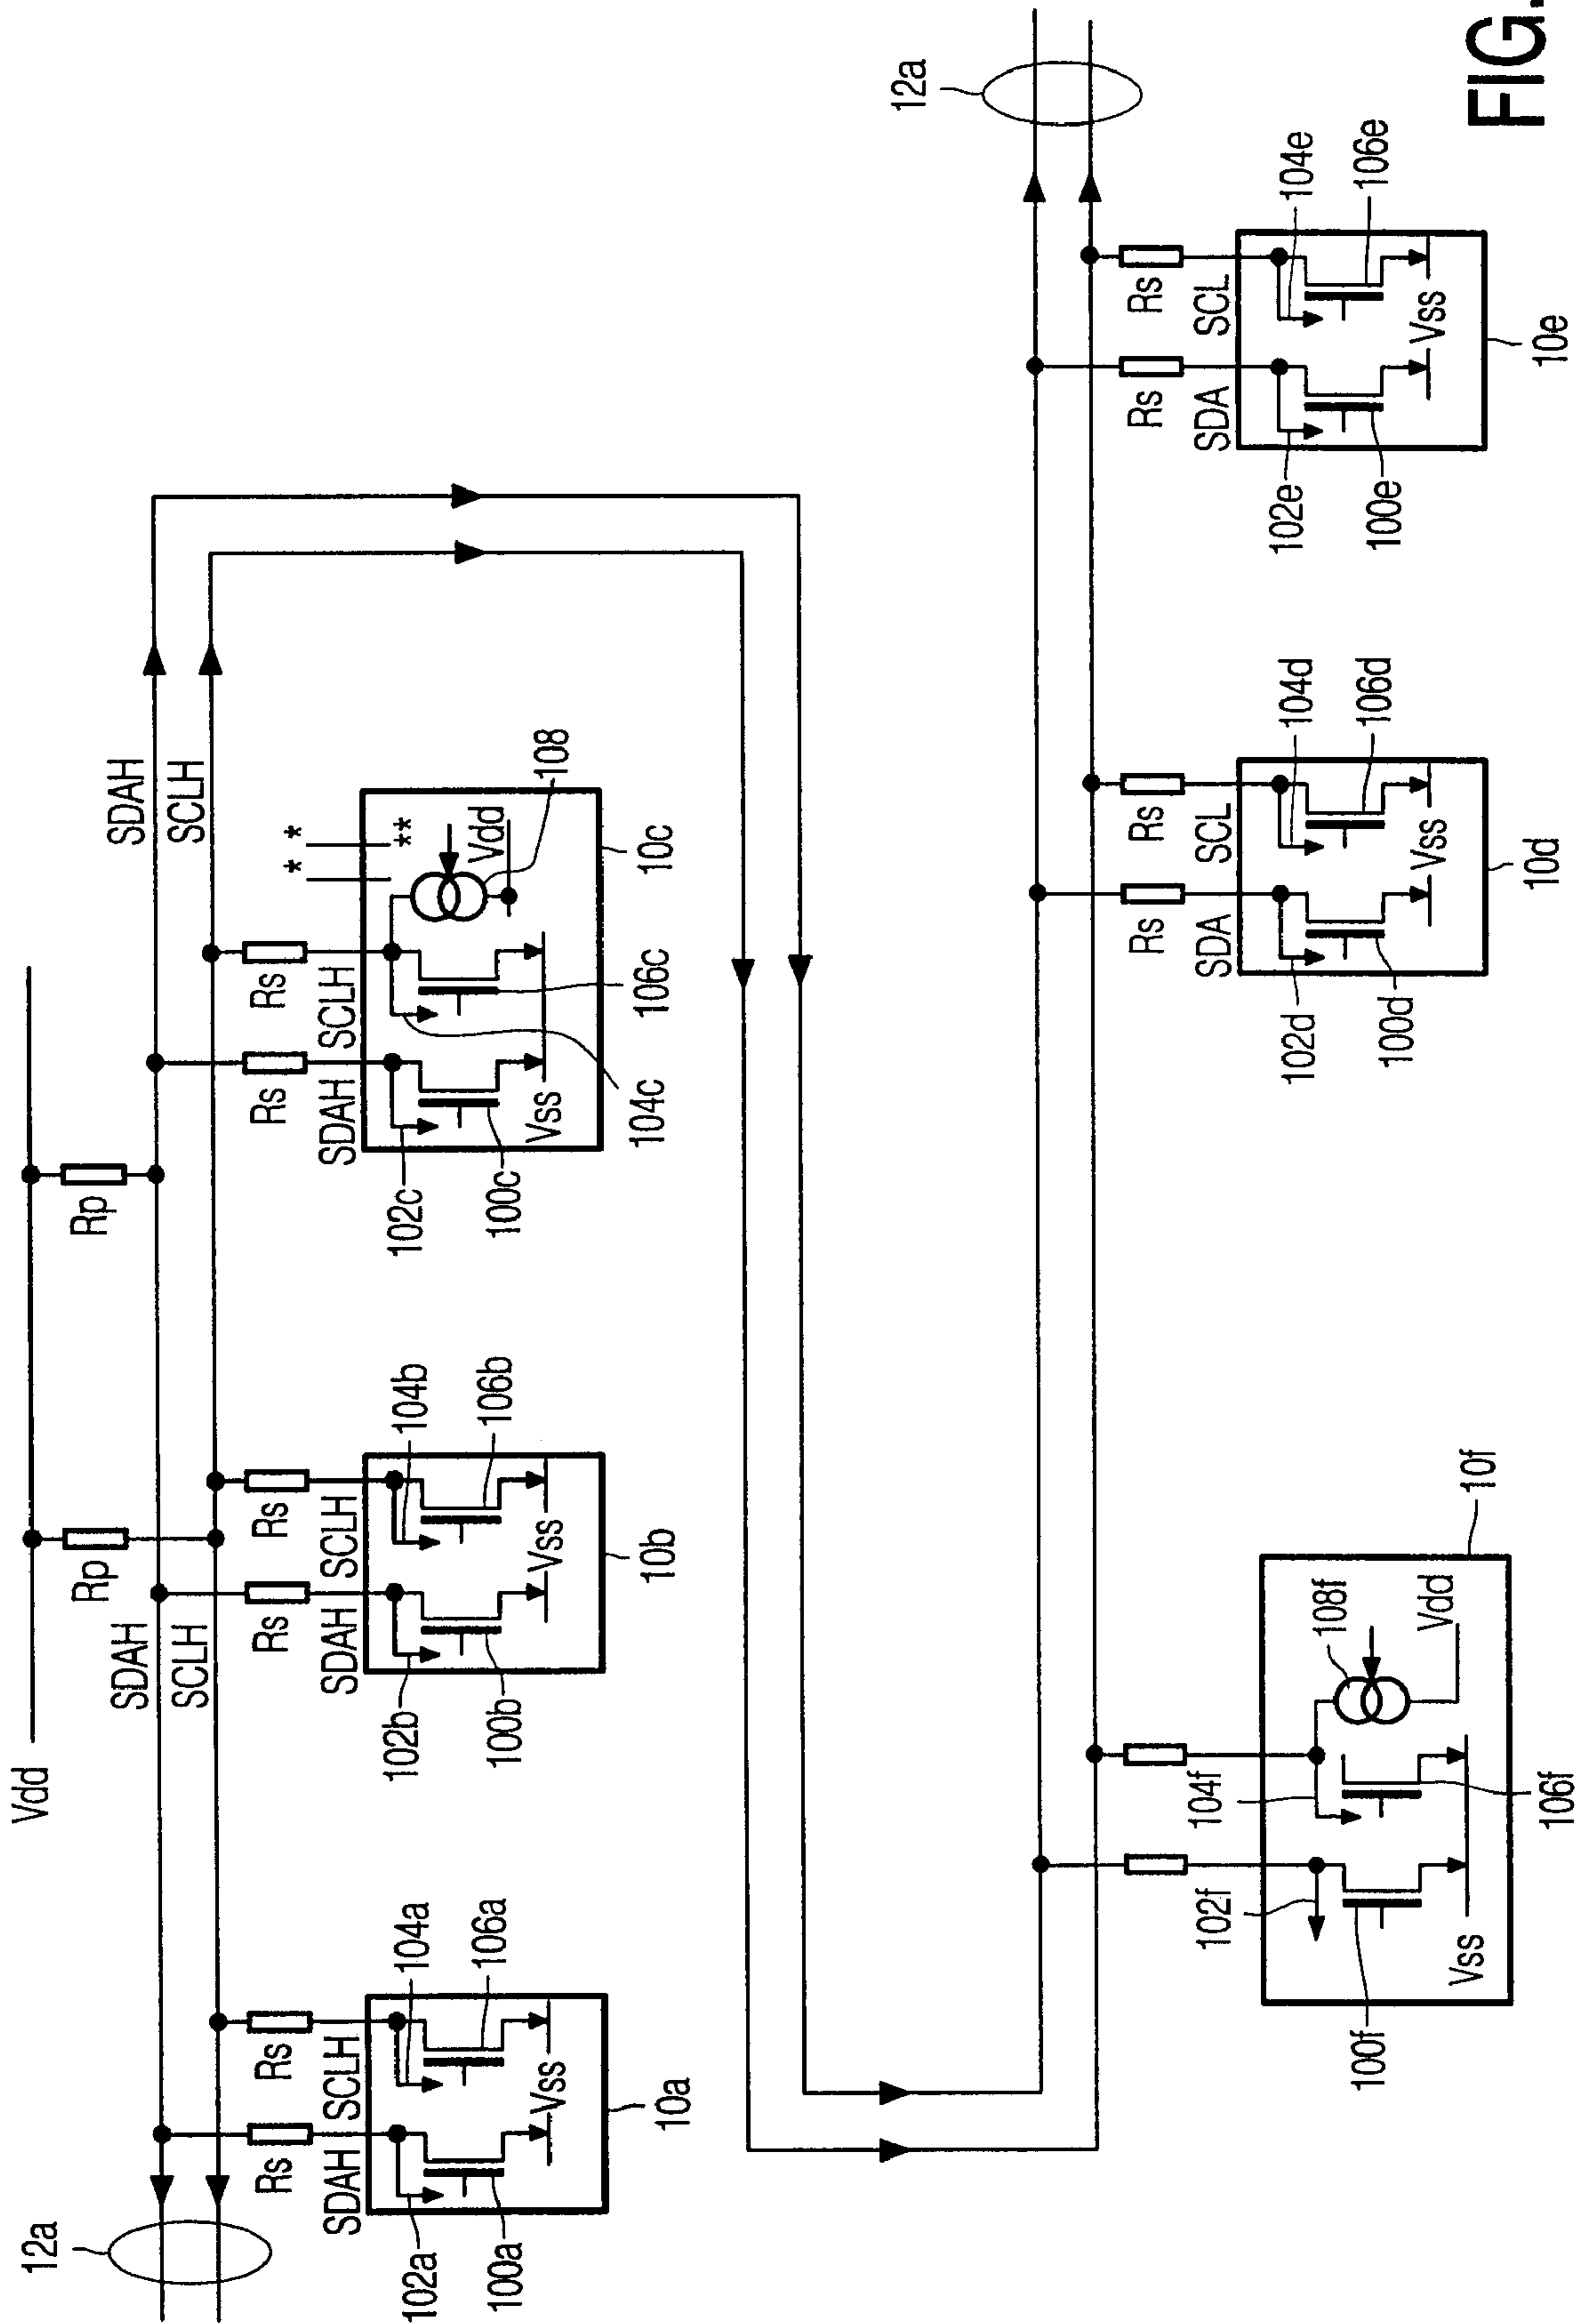 Vdd
Rp
Rp
SDAH
SCLH
SDAH
SCLH
12a
Rs
Rs
SDAH
SCLH
104a
106a
Vss
102a
100a
10a
Rs
Rs
SDAH
SCLH
104b
106b
Vss
102b
100b
10b
Rs
Rs
SDAH
SCLH
* *
**
108
Vdd
106c
Vss
104c
102c
100c
10c
12a
104f
102f
108f
Vdd
Vss
100f
106f
10f
Rs
Rs
SDA
SCL
104d
106d
Vss
102d
100d
10d
Rs
Rs
SDA
SCL
104e
106e
Vss
102e
100e
10e
FIG.